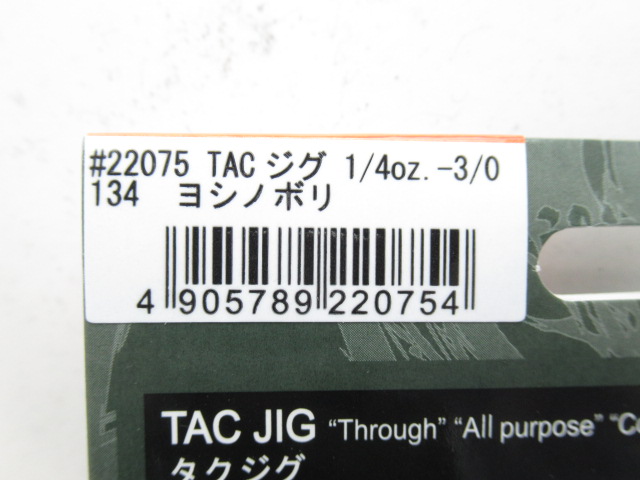 #22075 TAC ジグ 1/4oz.-3/0
134 ヨシノボリ
4 905789 220754
TAC JIG "Through" "All purpose"
タクジグ